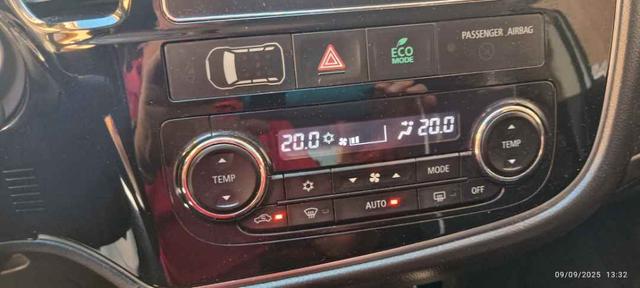 ECO
MODE
PASSENGER AIRBAG
20.0 20.0
TEMP
TEMP
MODE
AUTO
OFF
09/09/2025 13:32